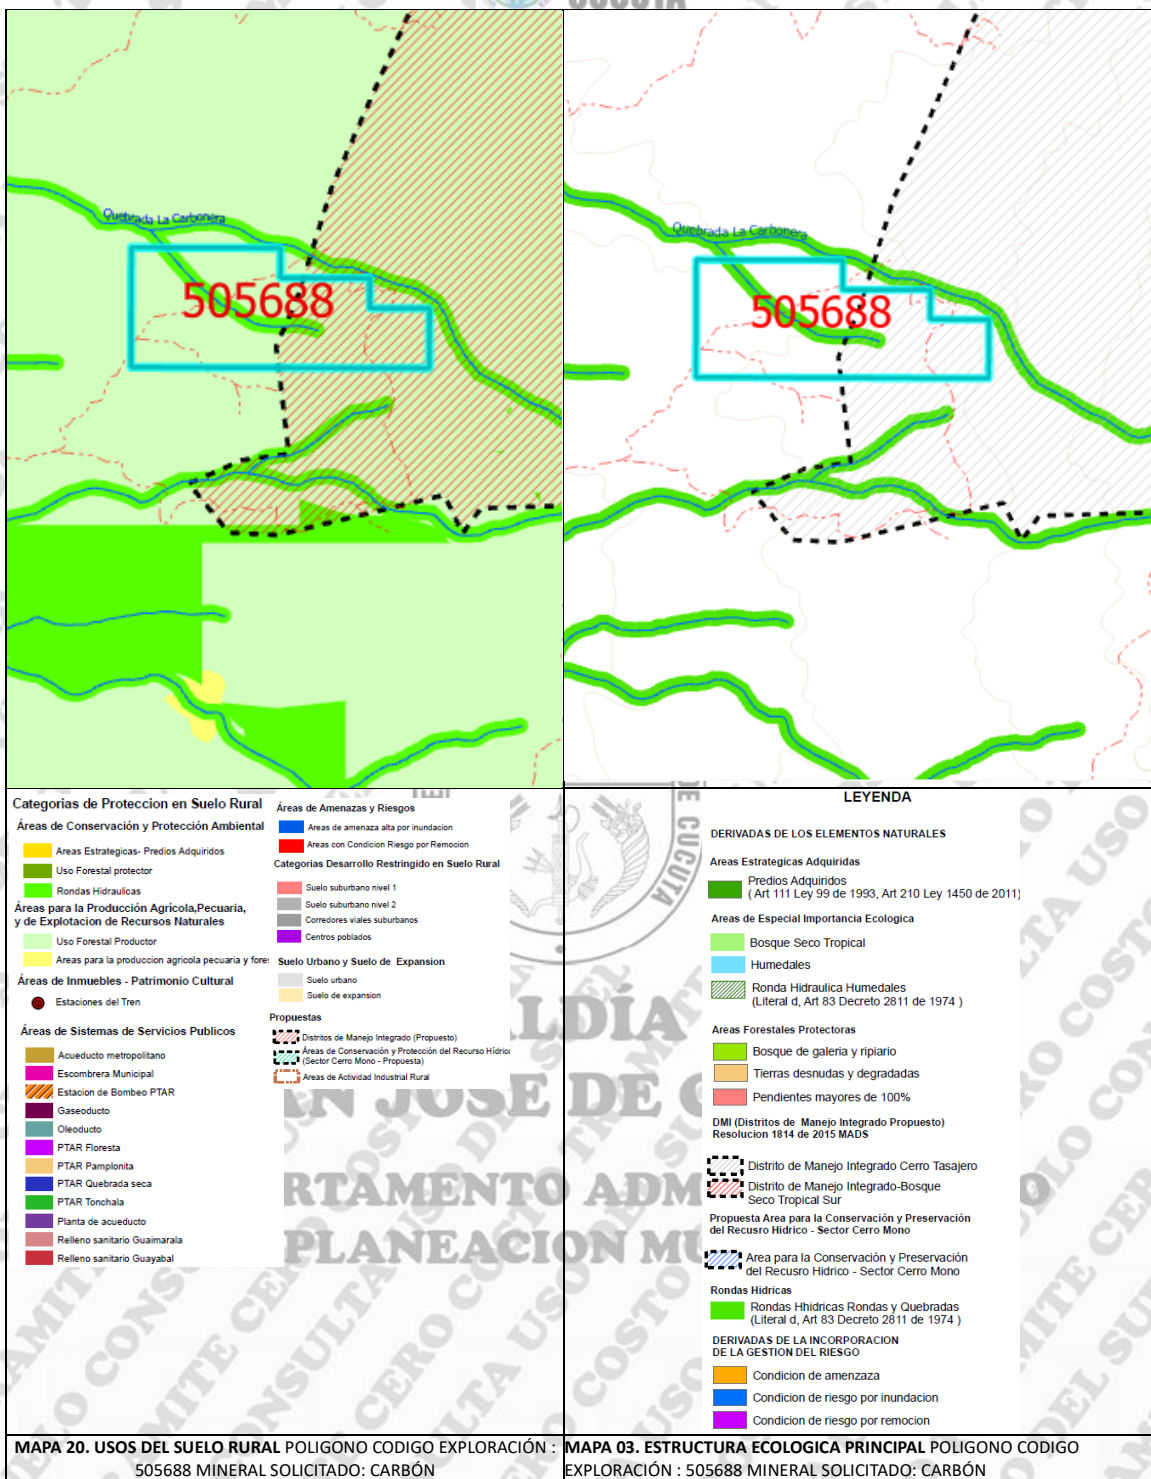 CUCUTA
Quebrada La Carbonera
505688
Quebrada La Carbonera
505688
Categorias de Proteccion en Suelo Rural
Áreas de Conservación y Protección Ambiental
Areas Estrategicas- Predios Adquiridos
Uso Forestal protector
Rondas Hidraulicas
Áreas para la Producción Agrícola,Pecuaria,
y de Explotacion de Recursos Naturales
Uso Forestal Productor
Areas para la produccion agricola pecuaria y fores
Áreas de Inmuebles - Patrimonio Cultural
Estaciones del Tren
Áreas de Sistemas de Servicios Publicos
Acueducto metropolitano
Escombrera Municipal
Estacion de Bombeo PTAR
Gaseoducto
Oleoducto
PTAR Floresta
PTAR Pamplonita
PTAR Quebrada seca
PTAR Tonchala
Planta de acueducto
Relleno sanitario Guaimarala
Relleno sanitario Guayabal
Áreas de Amenazas y Riesgos
Areas de amenaza alta por inundacion
Areas con Condicion Riesgo por Remocion
Categorias Desarrollo Restringido en Suelo Rural
Suelo suburbano nivel 1
Suelo suburbano nivel 2
Corredores viales suburbanos
Centros poblados
Suelo Urbano y Suelo de Expansion
Suelo urbano
Suelo de expansion
Propuestas
Distritos de Manejo Integrado (Propuesto)
Áreas de Conservación y Protección del Recurso Hídrico
(Sector Cerro Mono - Propuesta)
Areas de Actividad Industrial Rural
LEYENDA
DERIVADAS DE LOS ELEMENTOS NATURALES
Areas Estrategicas Adquiridas
Predios Adquiridos
( Art 111 Ley 99 de 1993, Art 210 Ley 1450 de 2011)
Areas de Especial Importancia Ecologica
Bosque Seco Tropical
Humedales
Ronda Hidraulica Humedales
(Literal d, Art 83 Decreto 2811 de 1974 )
Areas Forestales Protectoras
Bosque de galeria y ripiario
Tierras desnudas y degradadas
Pendientes mayores de 100%
DMI (Distritos de Manejo Integrado Propuesto)
Resolucion 1814 de 2015 MADS
Distrito de Manejo Integrado Cerro Tasajero
Distrito de Manejo Integrado-Bosque
Seco Tropical Sur
Propuesta Area para la Conservación y Preservación
del Recusro Hidrico - Sector Cerro Mono
Area para la Conservación y Preservación
del Recusro Hidrico - Sector Cerro Mono
Rondas Hidricas
Rondas Hhidricas Rondas y Quebradas
(Literal d, Art 83 Decreto 2811 de 1974 )
DERIVADAS DE LA INCORPORACION
DE LA GESTION DEL RIESGO
Condicion de amenzaza
Condicion de riesgo por inundacion
Condicion de riesgo por remocion
DE CUCUTA
LDÍA
AN JOSE DE C
RTAMENTO ADM
PLANEACION MU
MAPA 20. USOS DEL SUELO RURAL POLIGONO CODIGO EXPLORACIÓN :
505688 MINERAL SOLICITADO: CARBÓN
MAPA 03. ESTRUCTURA ECOLOGICA PRINCIPAL POLIGONO CODIGO
EXPLORACIÓN : 505688 MINERAL SOLICITADO: CARBÓN